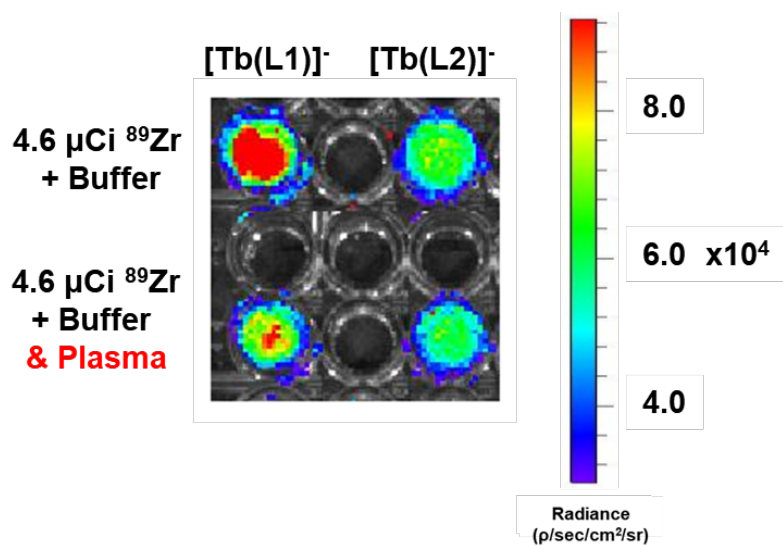 [Tb(L1)]⁻ [Tb(L2)]⁻
4.6 µCi ⁸⁹Zr
+ Buffer
4.6 µCi ⁸⁹Zr
+ Buffer
& Plasma
8.0
6.0 x10⁴
4.0
Radiance
(ρ/sec/cm²/sr)